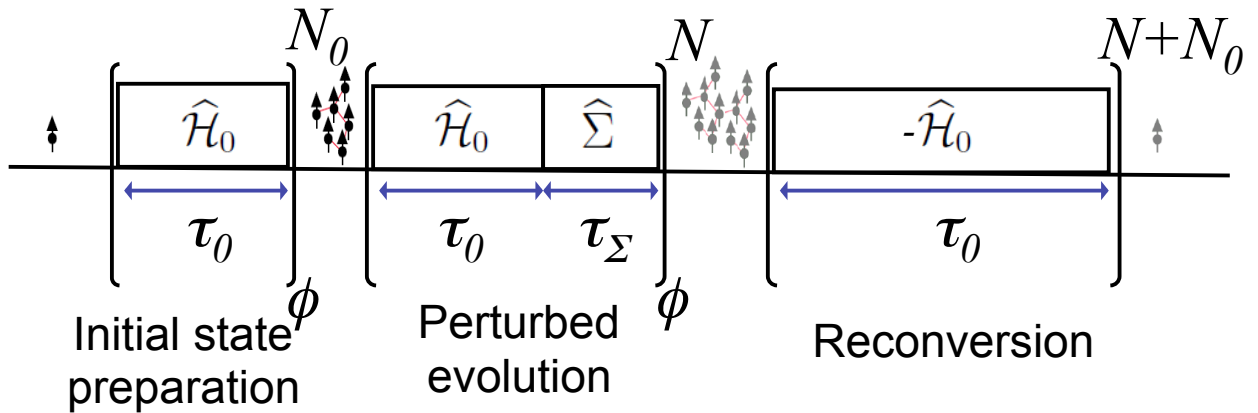 N₀ N N+N₀
Ĥ₀ Ĥ₀ Σ̂ -Ĥ₀
τ₀ τ₀ τ_Σ τ₀
ϕ ϕ
Initial state
preparation
Perturbed
evolution
Reconversion